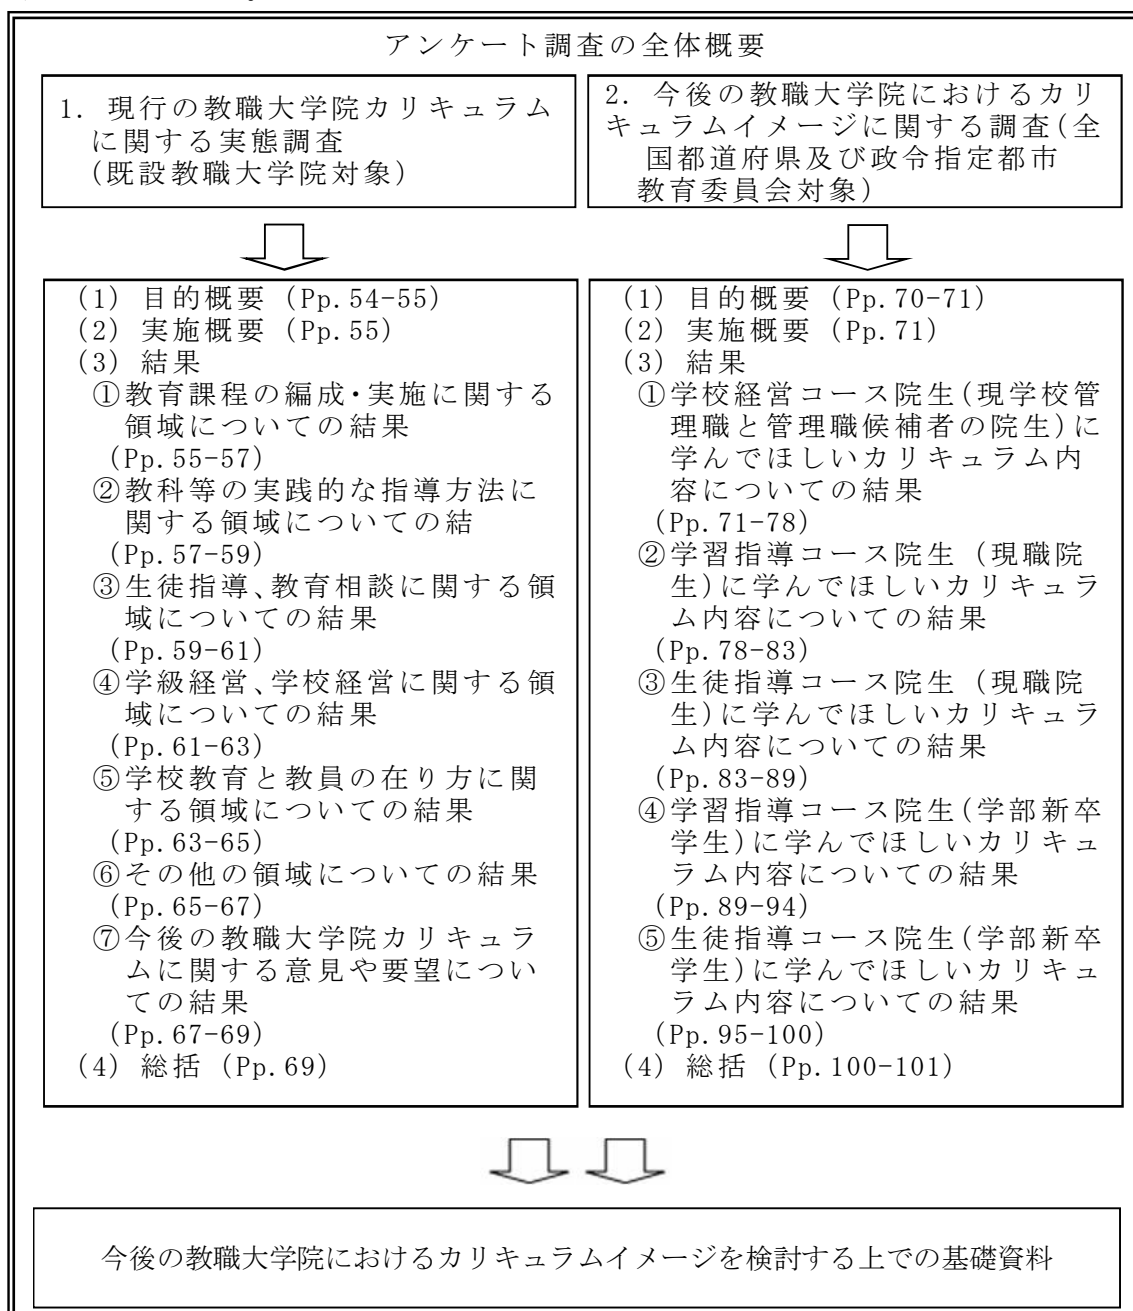 アンケート調査の全体概要
1. 現行の教職大学院カリキュラム
に関する実態調査
(既設教職大学院対象)
2. 今後の教職大学院におけるカリ
キュラムイメージに関する調査(全
国都道府県及び政令指定都市
教育委員会対象)
(1) 目的概要 (Pp.54-55)
(2) 実施概要 (Pp.55)
(3) 結果
①教育課程の編成・実施に関する
領域についての結果
(Pp.55-57)
②教科等の実践的な指導方法に
関する領域についての結
(Pp.57-59)
③生徒指導、教育相談に関する領
域についての結果
(Pp.59-61)
④学級経営、学校経営に関する領
域についての結果
(Pp.61-63)
⑤学校教育と教員の在り方に関
する領域についての結果
(Pp.63-65)
⑥その他の領域についての結果
(Pp.65-67)
⑦今後の教職大学院カリキュラ
ムに関する意見や要望につい
ての結果
(Pp.67-69)
(4) 総括 (Pp.69)
(1) 目的概要 (Pp.70-71)
(2) 実施概要 (Pp.71)
(3) 結果
①学校経営コース院生(現学校管
理職と管理職候補者の院生)に
学んでほしいカリキュラム内
容についての結果
(Pp.71-78)
②学習指導コース院生 (現職院
生)に学んでほしいカリキュラ
ム内容についての結果
(Pp.78-83)
③生徒指導コース院生 (現職院
生)に学んでほしいカリキュラ
ム内容についての結果
(Pp.83-89)
④学習指導コース院生(学部新卒
学生)に学んでほしいカリキュ
ラム内容についての結果
(Pp.89-94)
⑤生徒指導コース院生(学部新卒
学生)に学んでほしいカリキュ
ラム内容についての結果
(Pp.95-100)
(4) 総括 (Pp.100-101)
今後の教職大学院におけるカリキュラムイメージを検討する上での基礎資料